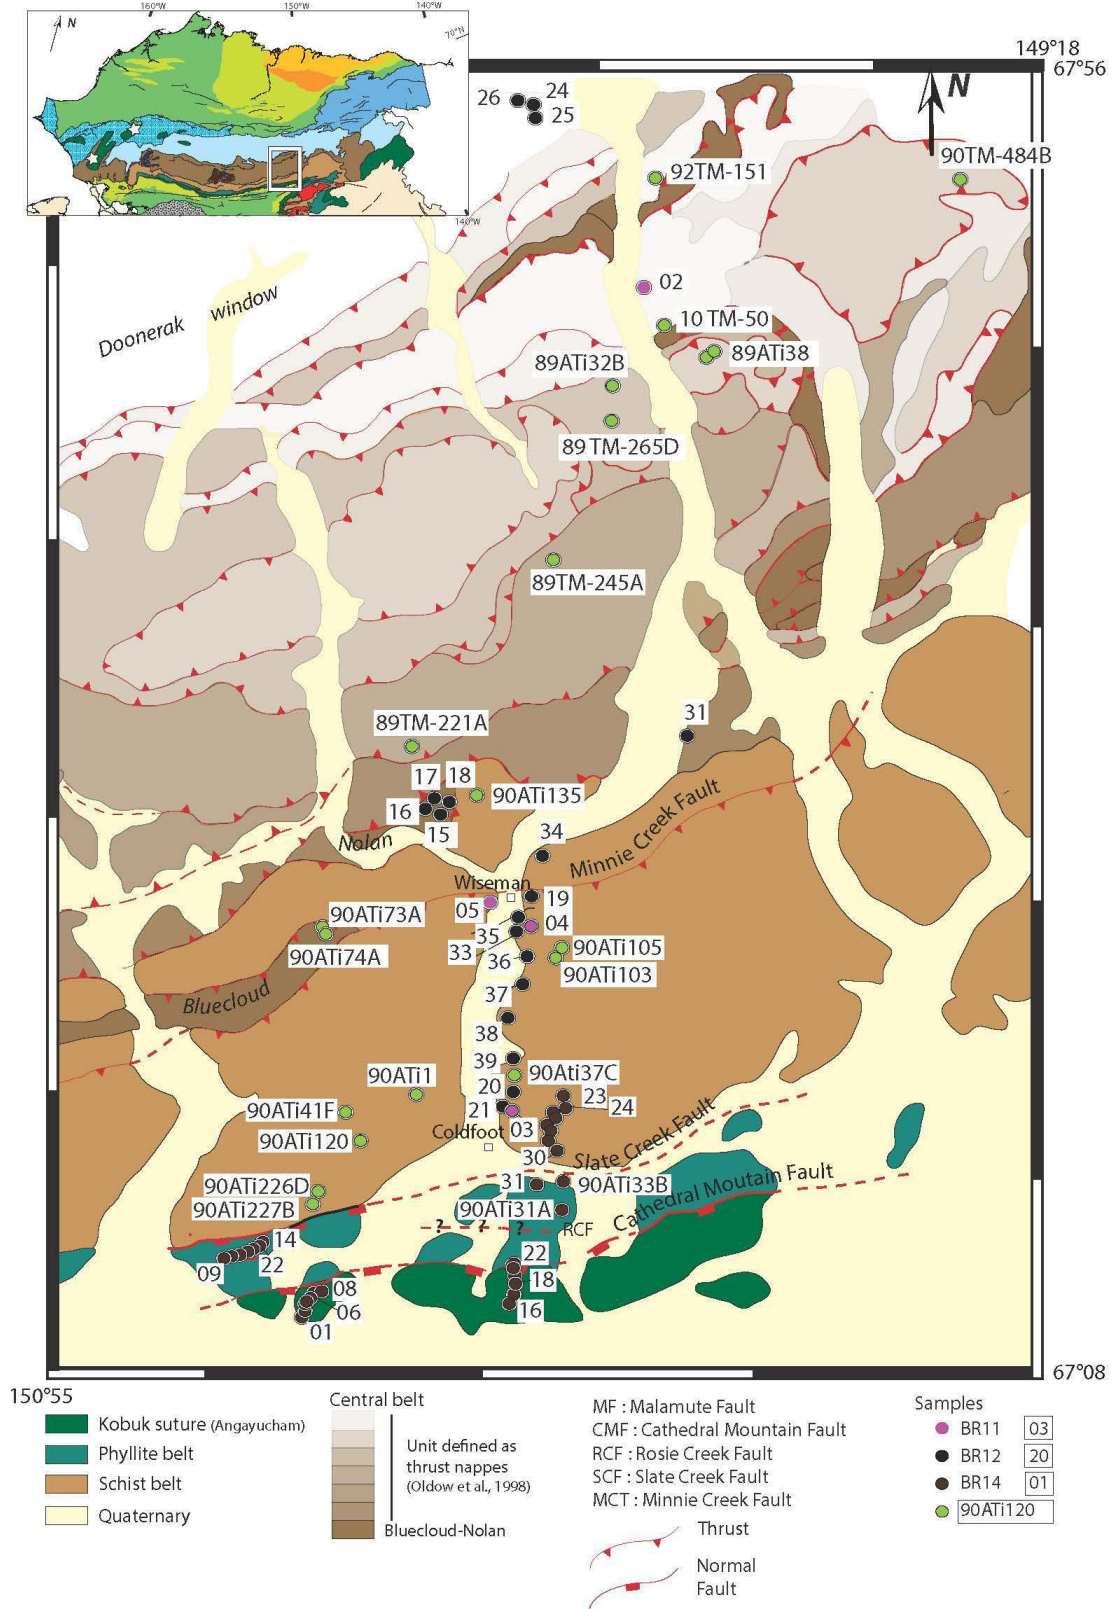 160°W
150°W
140°W
70°N
N
140°W
149°18
67°56
N
26
24
25
92TM-151
90TM-484B
02
10 TM-50
89ATi38
89ATi32B
89 TM-265D
Doonerak window
89TM-245A
31
89TM-221A
17
18
90ATi135
16
15
34
Nolan
Minnie Creek Fault
Wiseman
19
05
04
35
33
90ATi73A
90ATi74A
90ATi105
36
90ATi103
37
Bluecloud
38
39
90Ati37C
90ATi1
20
23
90ATi41F
21
24
03
90ATi120
Coldfoot
30
Slate Creek Fault
90ATi226D
31
90ATi33B
90ATi227B
90ATi31A
Cathedral Moutain Fault
? ? ?
RCF
14
22
09
22
08
18
06
16
01
67°08
150°55
Kobuk suture (Angayucham)
Phyllite belt
Schist belt
Quaternary
Central belt
Unit defined as
thrust nappes
(Oldow et al., 1998)
Bluecloud-Nolan
MF : Malamute Fault
CMF : Cathedral Mountain Fault
RCF : Rosie Creek Fault
SCF : Slate Creek Fault
MCT : Minnie Creek Fault
Thrust
Normal
Fault
Samples
BR11 03
BR12 20
BR14 01
90ATi120